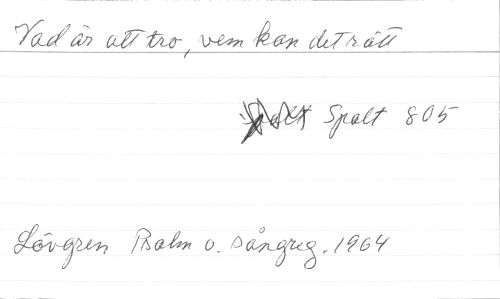 Vad är att tro, vem kan det rätt
Spalt 805
Lövgren Psalm o. sångreg. 1964